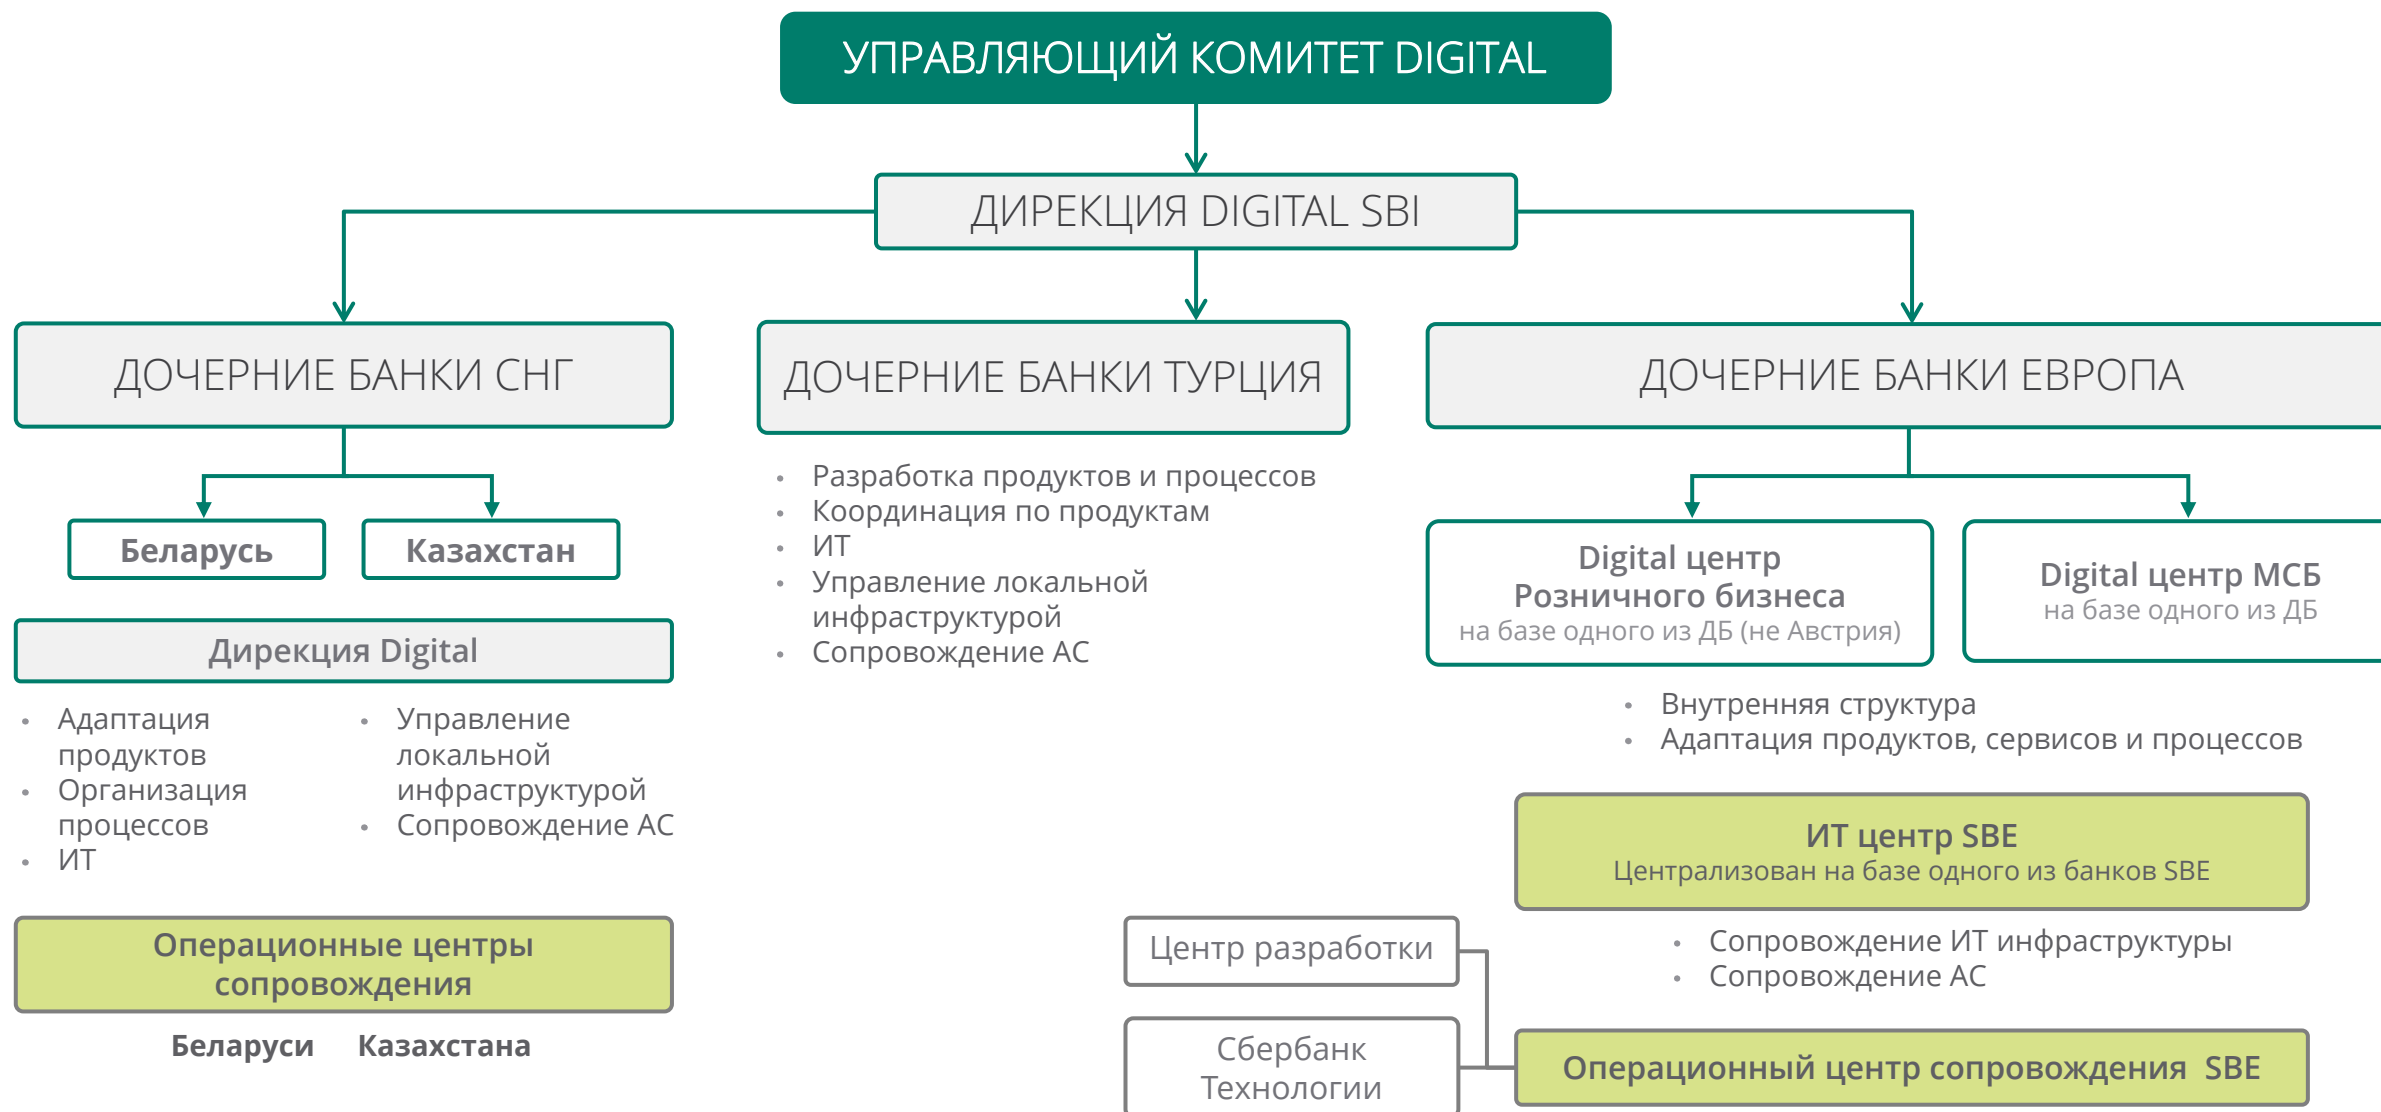 УПРАВЛЯЮЩИЙ КОМИТЕТ DIGITAL
ДИРЕКЦИЯ DIGITAL SBI
ДОЧЕРНИЕ БАНКИ СНГ
Беларусь
Казахстан
Дирекция Digital
• Адаптация
продуктов
• Организация
процессов
• ИТ
• Управление
локальной
инфраструктурой
• Сопровождение АС
Операционные центры
сопровождения
Беларуси Казахстана
ДОЧЕРНИЕ БАНКИ ТУРЦИЯ
• Разработка продуктов и процессов
• Координация по продуктам
• ИТ
• Управление локальной
инфраструктурой
• Сопровождение АС
ДОЧЕРНИЕ БАНКИ ЕВРОПА
Digital центр
Розничного бизнеса
на базе одного из ДБ (не Австрия)
Digital центр МСБ
на базе одного из ДБ
• Внутренняя структура
• Адаптация продуктов, сервисов и процессов
ИТ центр SBE
Централизован на базе одного из банков SBE
• Сопровождение ИТ инфраструктуры
• Сопровождение АС
Центр разработки
Сбербанк
Технологии
Операционный центр сопровождения SBE